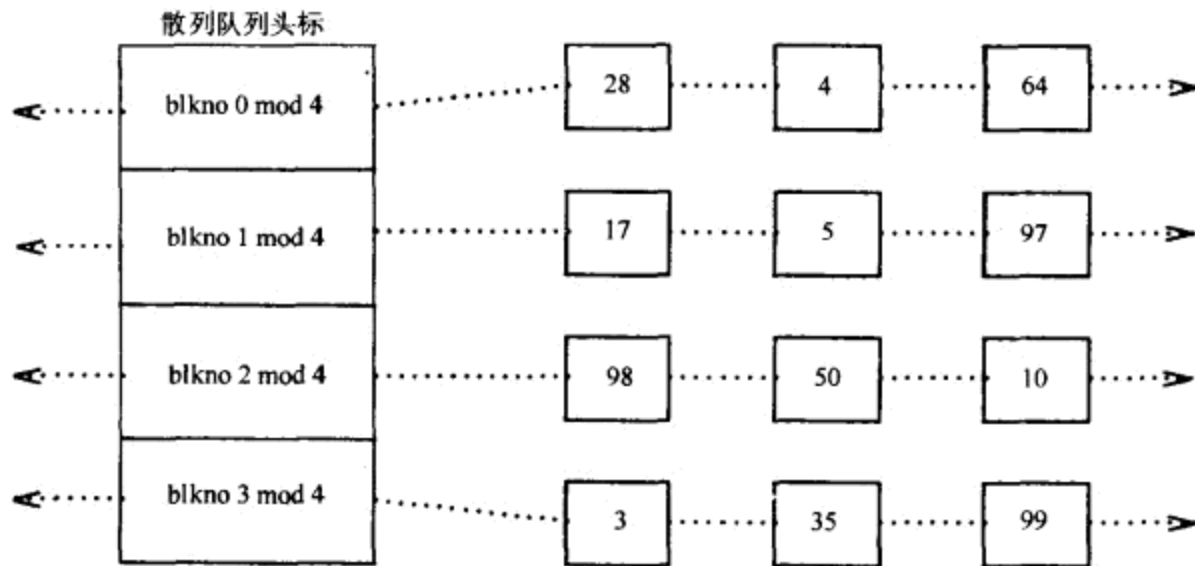 散列队列头标
blkno 0 mod 4 28 4 64
blkno 1 mod 4 17 5 97
blkno 2 mod 4 98 50 10
blkno 3 mod 4 3 35 99